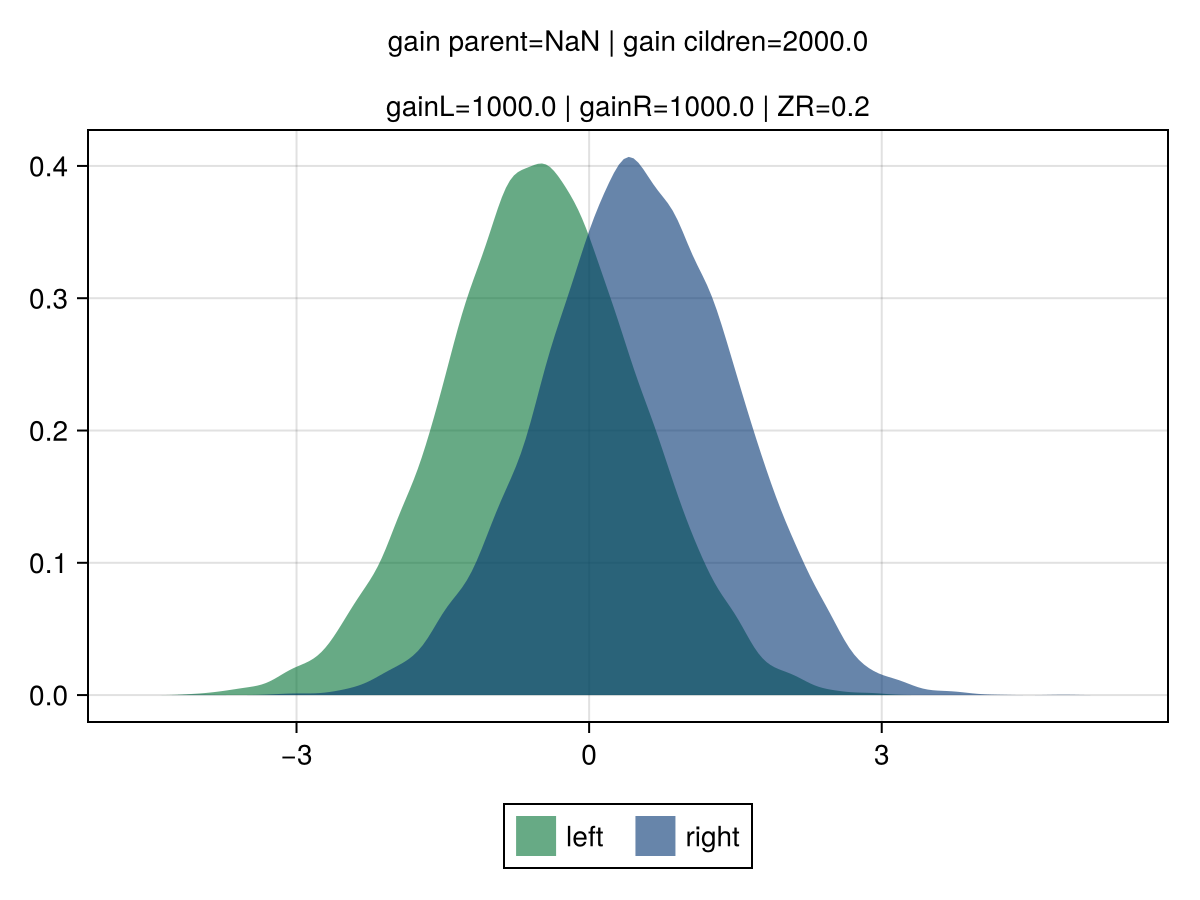 gain parent=NaN | gain cildren=2000.0
gainL=1000.0 | gainR=1000.0 | ZR=0.2
0.4
0.3
0.2
0.1
0.0
−3 0 3
left right